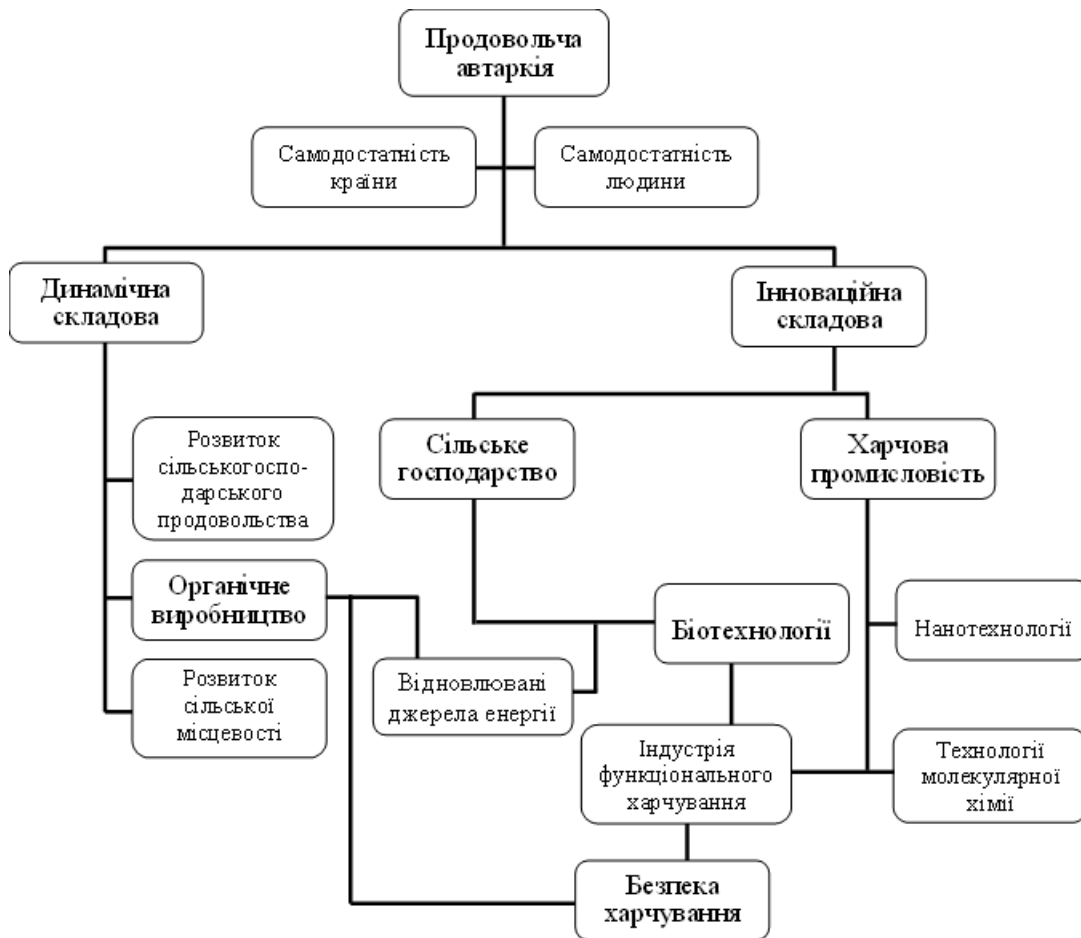 Продовольча
автаркія
Самодостатність
країни
Самодостатність
людини
Динамічна
складова
Інноваційна
складова
Розвиток
сільськогоспо-
дарського
продовольства
Сільське
господарство
Харчова
промисловість
Органічне
виробництво
Біотехнології
Нанотехнології
Розвиток
сільської
місцевості
Відновлювані
джерела енергії
Індустрія
функціонального
харчування
Технології
молекулярної
хімії
Безпека
харчування